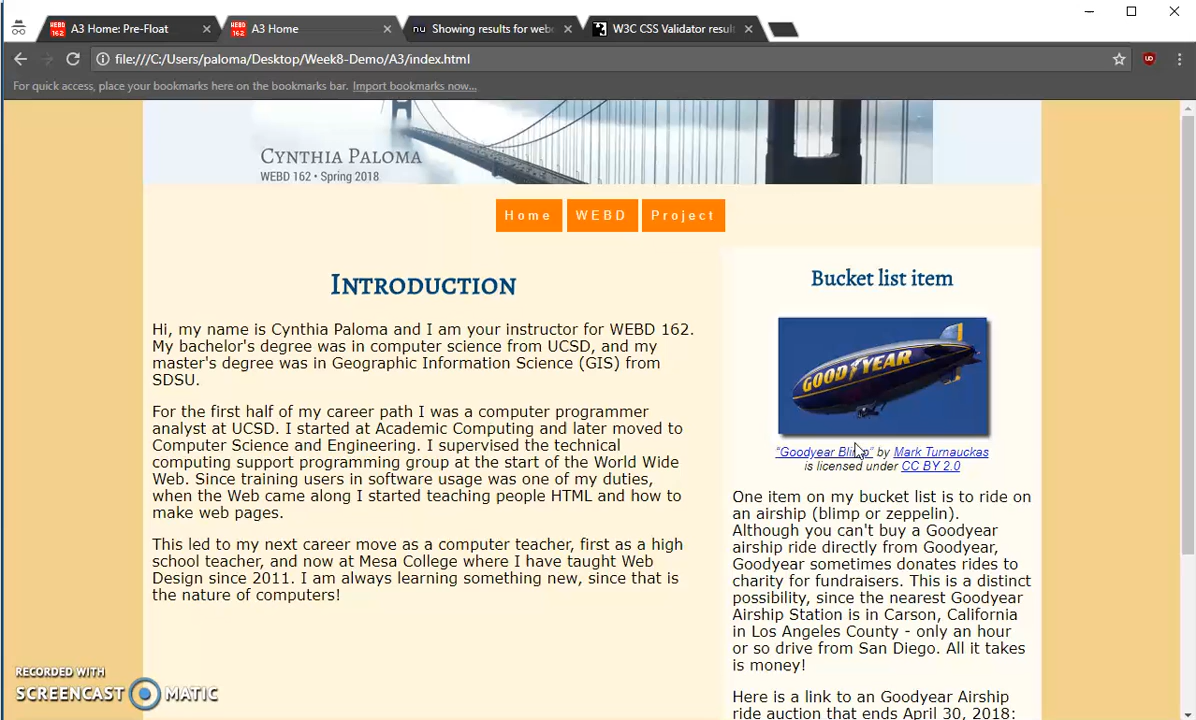 A3 Home: Pre-Float
A3 Home
Showing results for web
W3C CSS Validator resul
file:///C:/Users/paloma/Desktop/Week8-Demo/A3/index.html
For quick access, place your bookmarks here on the bookmarks bar. Import bookmarks now...
Cynthia Paloma
WEBD 162 • Spring 2018
Home WEBD Project
Introduction
Hi, my name is Cynthia Paloma and I am your instructor for WEBD 162.
My bachelor's degree was in computer science from UCSD, and my
master's degree was in Geographic Information Science (GIS) from
SDSU.
For the first half of my career path I was a computer programmer
analyst at UCSD. I started at Academic Computing and later moved to
Computer Science and Engineering. I supervised the technical
computing support programming group at the start of the World Wide
Web. Since training users in software usage was one of my duties,
when the Web came along I started teaching people HTML and how to
make web pages.
This led to my next career move as a computer teacher, first as a high
school teacher, and now at Mesa College where I have taught Web
Design since 2011. I am always learning something new, since that is
the nature of computers!
Bucket list item
GOODYEAR
"Goodyear Blimp" by Mark Turnauckas
is licensed under CC BY 2.0
One item on my bucket list is to ride on
an airship (blimp or zeppelin).
Although you can't buy a Goodyear
airship ride directly from Goodyear,
Goodyear sometimes donates rides to
charity for fundraisers. This is a distinct
possibility, since the nearest Goodyear
Airship Station is in Carson, California
in Los Angeles County - only an hour
or so drive from San Diego. All it takes
is money!
Here is a link to an Goodyear Airship
ride auction that ends April 30, 2018:
RECORDED WITH
SCREENCAST MATIC